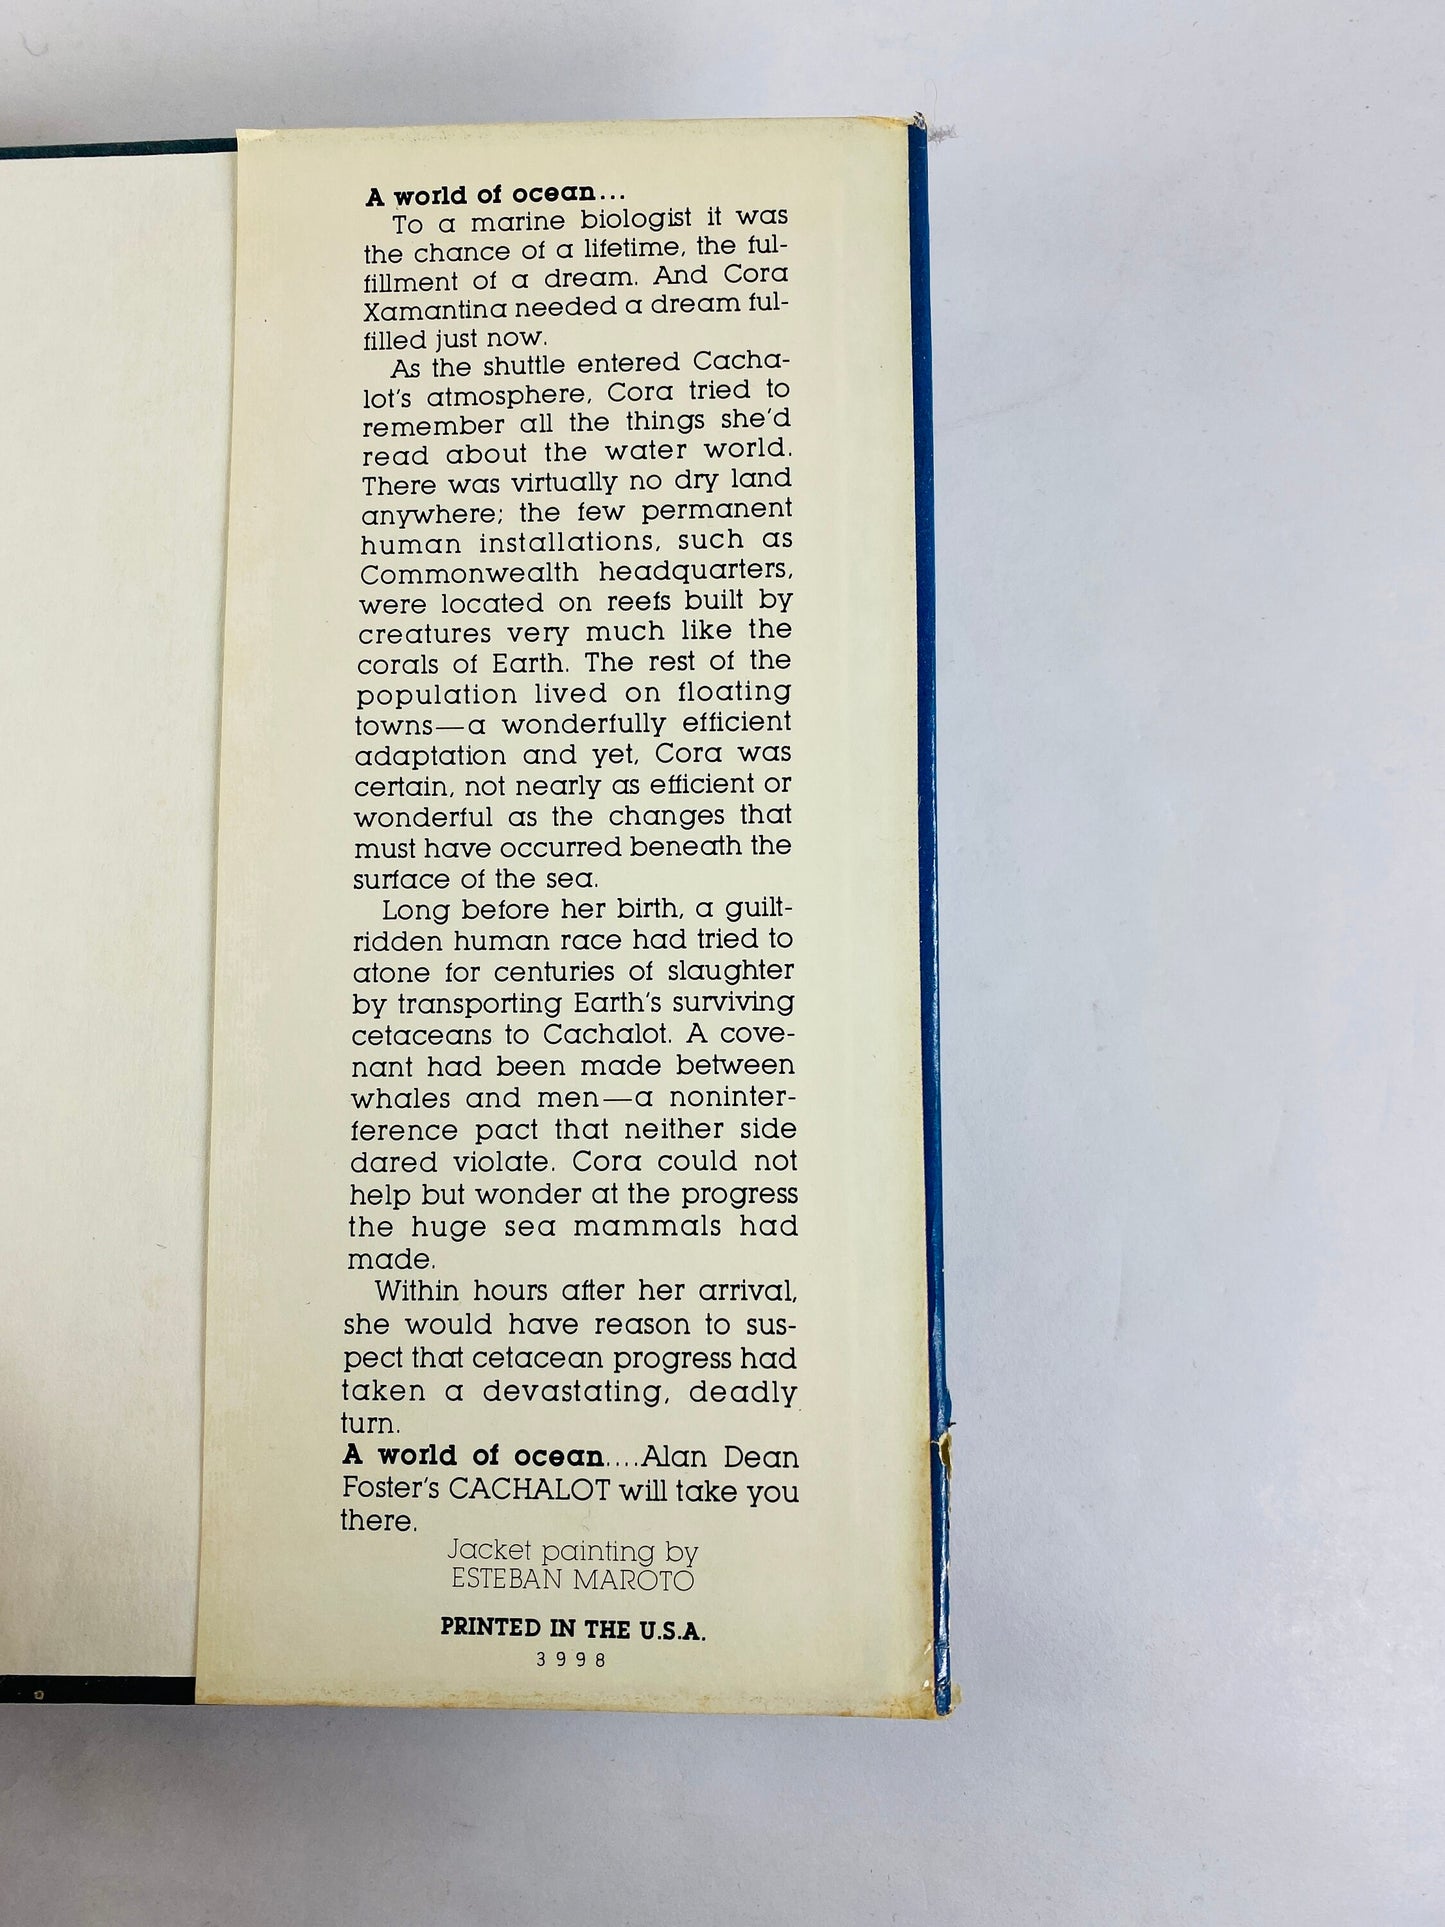 A world of ocean...
To a marine biologist it was
the chance of a lifetime, the ful-
fillment of a dream. And Cora
Xamantina needed a dream ful-
filled just now.
As the shuttle entered Cacha-
lot's atmosphere, Cora tried to
remember all the things she'd
read about the water world.
There was virtually no dry land
anywhere; the few permanent
human installations, such as
Commonwealth headquarters,
were located on reefs built by
creatures very much like the
corals of Earth. The rest of the
population lived on floating
towns—a wonderfully efficient
adaptation and yet, Cora was
certain, not nearly as efficient or
wonderful as the changes that
must have occurred beneath the
surface of the sea.
Long before her birth, a guilt-
ridden human race had tried to
atone for centuries of slaughter
by transporting Earth's surviving
cetaceans to Cachalot. A cove-
nant had been made between
whales and men—a noninter-
ference pact that neither side
dared violate. Cora could not
help but wonder at the progress
the huge sea mammals had
made.
Within hours after her arrival,
she would have reason to sus-
pect that cetacean progress had
taken a devastating, deadly
turn.
A world of ocean....Alan Dean
Foster's CACHALOT will take you
there.
Jacket painting by
ESTEBAN MAROTO
PRINTED IN THE U.S.A.
3998